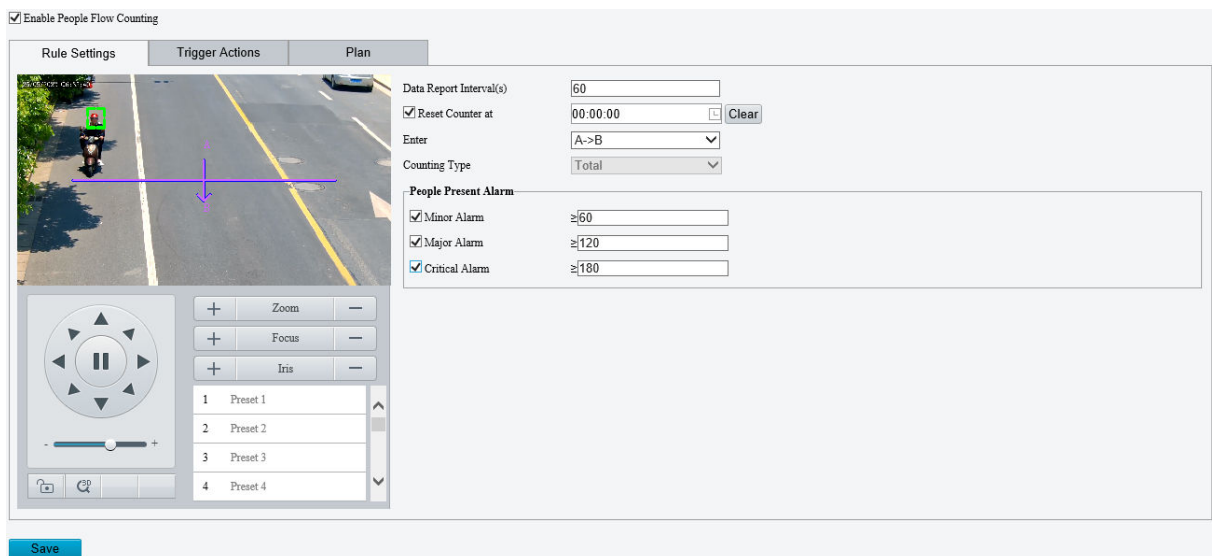 Enable People Flow Counting
Rule Settings Trigger Actions Plan
Data Report Interval(s) 60
Reset Counter at 00:00:00 Clear
Enter A->B
Counting Type Total
People Present Alarm
Minor Alarm ≥60
Major Alarm ≥120
Critical Alarm ≥180
+ Zoom —
+ Focus —
+ Iris —
1 Preset 1
2 Preset 2
3 Preset 3
4 Preset 4
- +
3D
Save